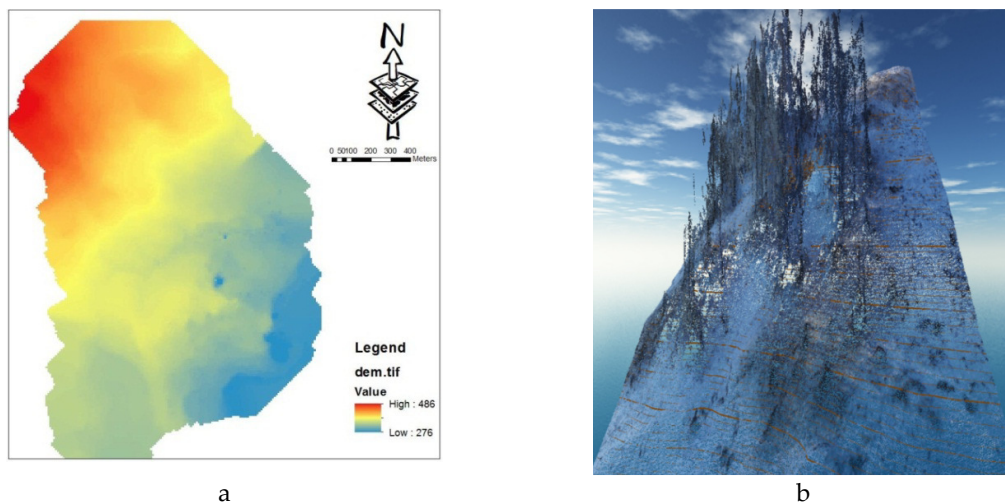 N
0 50100 200 300 400
Meters
Legend
dem.tif
Value
High : 486
Low : 276
a
b